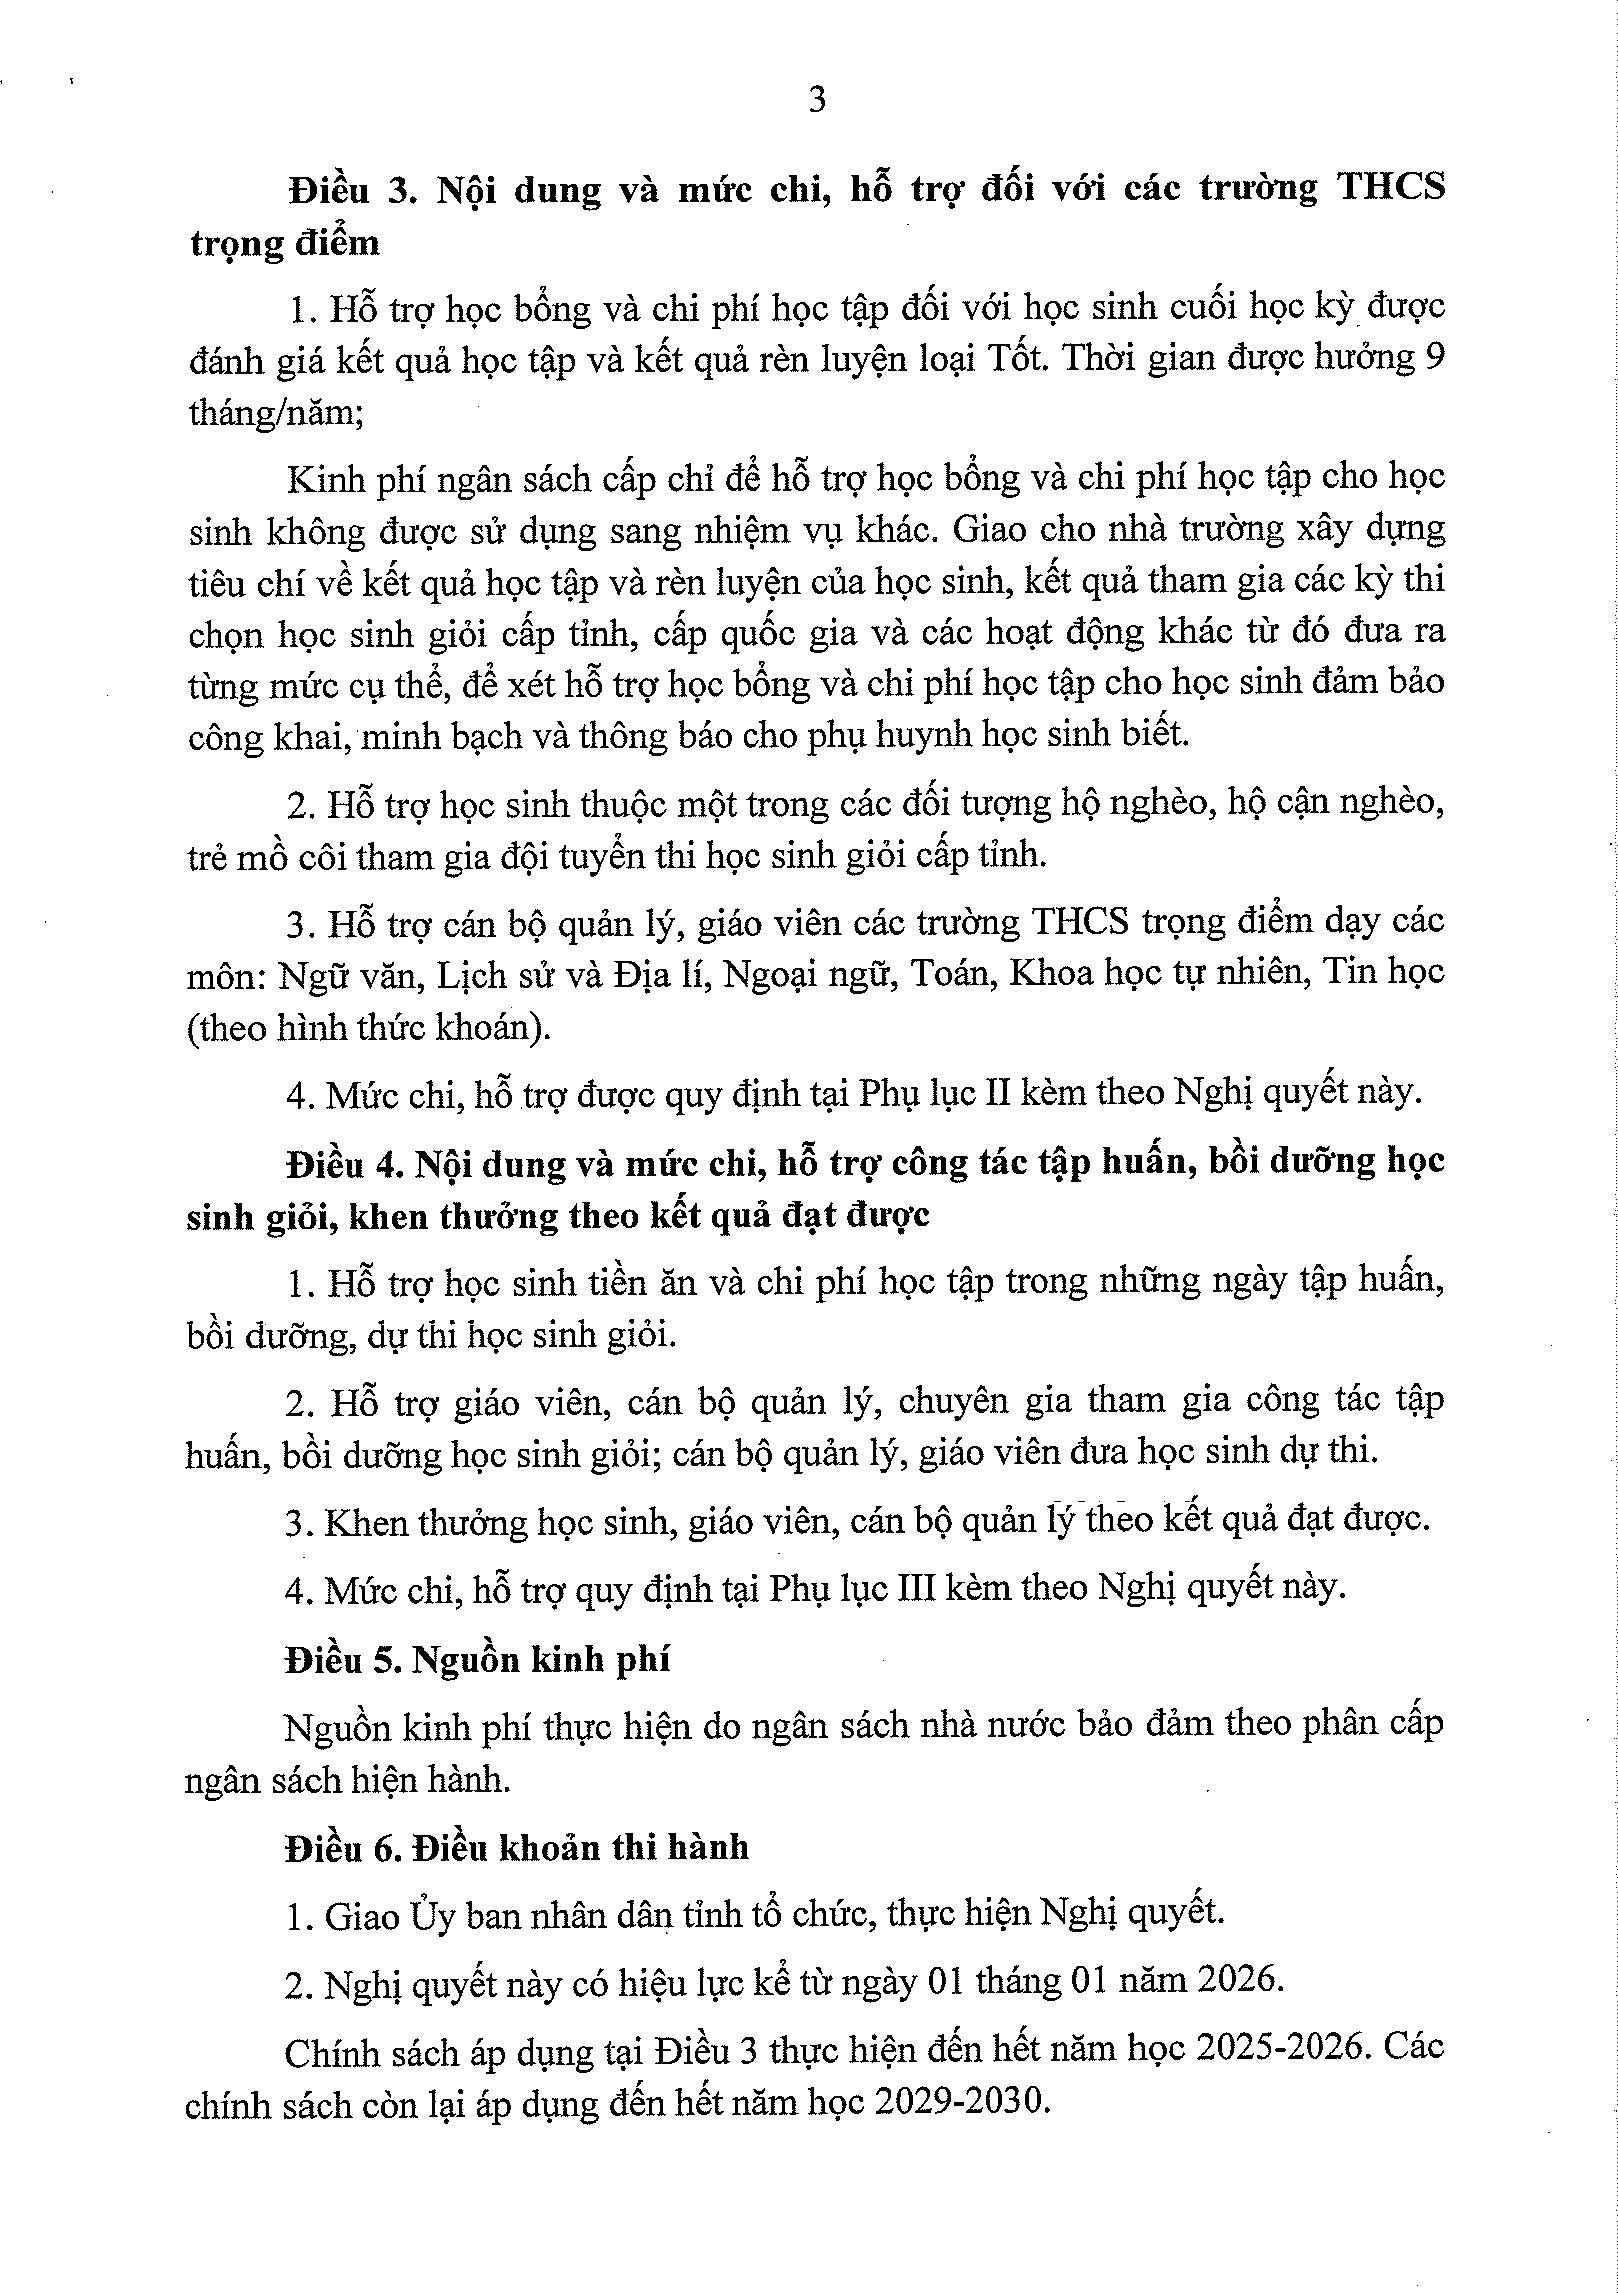 3
Điều 3. Nội dung và mức chi, hỗ trợ đối với các trường THCS
trọng điểm
1. Hỗ trợ học bổng và chi phí học tập đối với học sinh cuối học kỳ được
đánh giá kết quả học tập và kết quả rèn luyện loại Tốt. Thời gian được hưởng 9
tháng/năm;
Kinh phí ngân sách cấp chỉ để hỗ trợ học bổng và chi phí học tập cho học
sinh không được sử dụng sang nhiệm vụ khác. Giao cho nhà trường xây dựng
tiêu chí về kết quả học tập và rèn luyện của học sinh, kết quả tham gia các kỳ thi
chọn học sinh giỏi cấp tỉnh, cấp quốc gia và các hoạt động khác từ đó đưa ra
từng mức cụ thể, để xét hỗ trợ học bổng và chi phí học tập cho học sinh đảm bảo
công khai, minh bạch và thông báo cho phụ huynh học sinh biết.
2. Hỗ trợ học sinh thuộc một trong các đối tượng hộ nghèo, hộ cận nghèo,
trẻ mồ côi tham gia đội tuyển thi học sinh giỏi cấp tỉnh.
3. Hỗ trợ cán bộ quản lý, giáo viên các trường THCS trọng điểm dạy các
môn: Ngữ văn, Lịch sử và Địa lí, Ngoại ngữ, Toán, Khoa học tự nhiên, Tin học
(theo hình thức khoán).
4. Mức chi, hỗ trợ được quy định tại Phụ lục II kèm theo Nghị quyết này.
Điều 4. Nội dung và mức chi, hỗ trợ công tác tập huấn, bồi dưỡng học
sinh giỏi, khen thưởng theo kết quả đạt được
1. Hỗ trợ học sinh tiền ăn và chi phí học tập trong những ngày tập huấn,
bồi dưỡng, dự thi học sinh giỏi.
2. Hỗ trợ giáo viên, cán bộ quản lý, chuyên gia tham gia công tác tập
huấn, bồi dưỡng học sinh giỏi; cán bộ quản lý, giáo viên đưa học sinh dự thi.
3. Khen thưởng học sinh, giáo viên, cán bộ quản lý theo kết quả đạt được.
4. Mức chi, hỗ trợ quy định tại Phụ lục III kèm theo Nghị quyết này.
Điều 5. Nguồn kinh phí
Nguồn kinh phí thực hiện do ngân sách nhà nước bảo đảm theo phân cấp
ngân sách hiện hành.
Điều 6. Điều khoản thi hành
1. Giao Ủy ban nhân dân tỉnh tổ chức, thực hiện Nghị quyết.
2. Nghị quyết này có hiệu lực kể từ ngày 01 tháng 01 năm 2026.
Chính sách áp dụng tại Điều 3 thực hiện đến hết năm học 2025-2026. Các
chính sách còn lại áp dụng đến hết năm học 2029-2030.